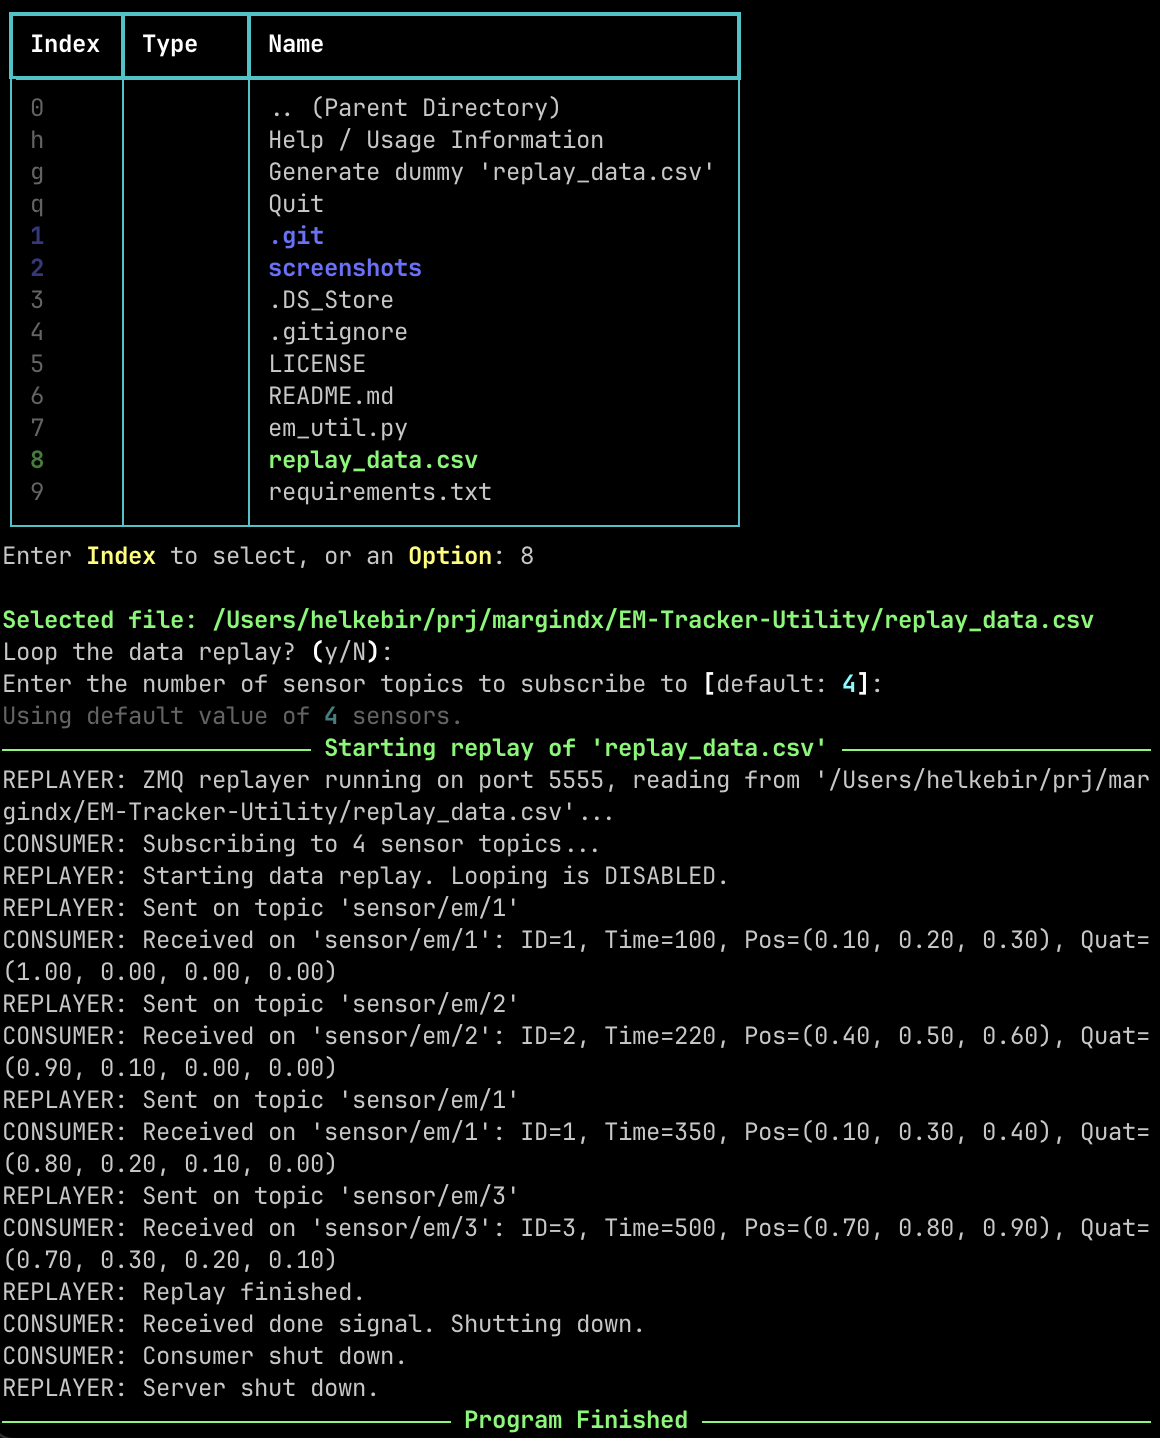 Index Type Name
0 .. (Parent Directory)
h Help / Usage Information
g Generate dummy 'replay_data.csv'
q Quit
1 .git
2 screenshots
3 .DS_Store
4 .gitignore
5 LICENSE
6 README.md
7 em_util.py
8 replay_data.csv
9 requirements.txt
Enter Index to select, or an Option: 8
Selected file: /Users/helkebir/prj/margindx/EM-Tracker-Utility/replay_data.csv
Loop the data replay? (y/N):
Enter the number of sensor topics to subscribe to [default: 4]:
Using default value of 4 sensors.
Starting replay of 'replay_data.csv'
REPLAYER: ZMQ replayer running on port 5555, reading from '/Users/helkebir/prj/mar
gindx/EM-Tracker-Utility/replay_data.csv'...
CONSUMER: Subscribing to 4 sensor topics...
REPLAYER: Starting data replay. Looping is DISABLED.
REPLAYER: Sent on topic 'sensor/em/1'
CONSUMER: Received on 'sensor/em/1': ID=1, Time=100, Pos=(0.10, 0.20, 0.30), Quat=
(1.00, 0.00, 0.00, 0.00)
REPLAYER: Sent on topic 'sensor/em/2'
CONSUMER: Received on 'sensor/em/2': ID=2, Time=220, Pos=(0.40, 0.50, 0.60), Quat=
(0.90, 0.10, 0.00, 0.00)
REPLAYER: Sent on topic 'sensor/em/1'
CONSUMER: Received on 'sensor/em/1': ID=1, Time=350, Pos=(0.10, 0.30, 0.40), Quat=
(0.80, 0.20, 0.10, 0.00)
REPLAYER: Sent on topic 'sensor/em/3'
CONSUMER: Received on 'sensor/em/3': ID=3, Time=500, Pos=(0.70, 0.80, 0.90), Quat=
(0.70, 0.30, 0.20, 0.10)
REPLAYER: Replay finished.
CONSUMER: Received done signal. Shutting down.
CONSUMER: Consumer shut down.
REPLAYER: Server shut down.
Program Finished